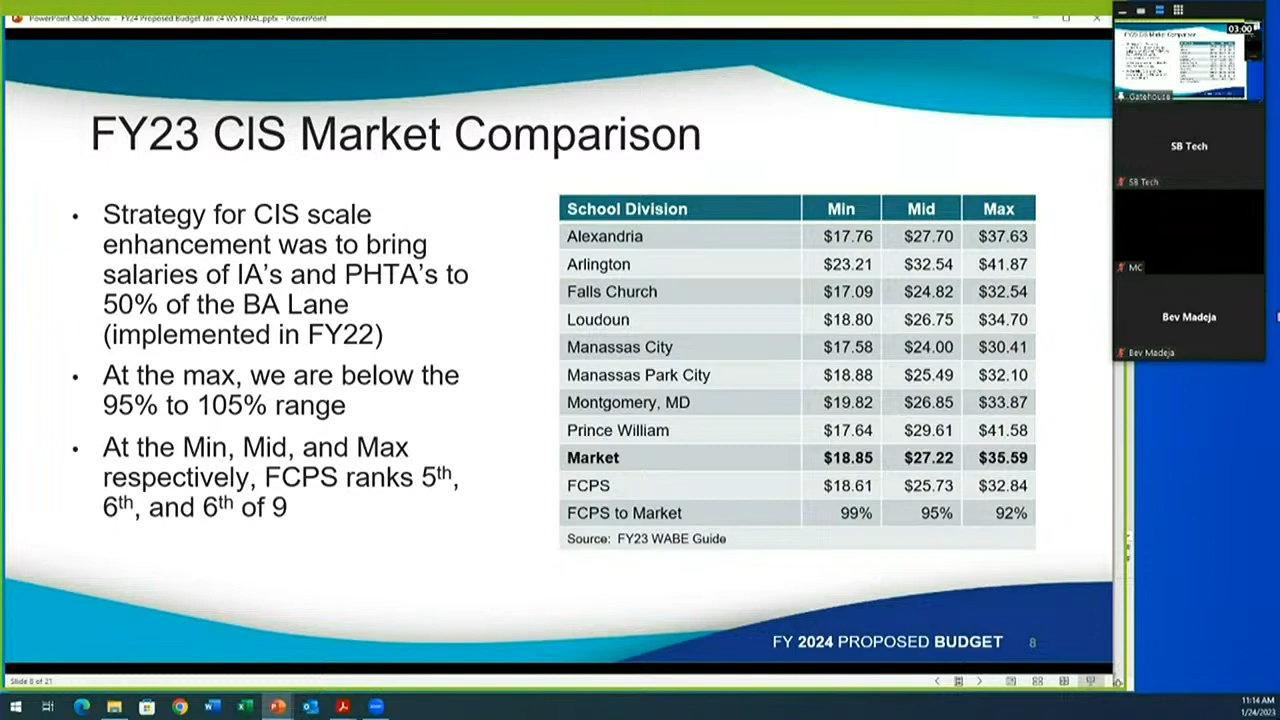 PowerPoint Slide Show - FY24 Proposed Budget Jan 24 WS FINAL.pptx - PowerPoint
FY23 CIS Market Comparison
• Strategy for CIS scale
enhancement was to bring
salaries of IA's and PHTA's to
50% of the BA Lane
(implemented in FY22)
• At the max, we are below the
95% to 105% range
• At the Min, Mid, and Max
respectively, FCPS ranks 5th,
6th, and 6th of 9
School Division Min Mid Max
Alexandria $17.76 $27.70 $37.63
Arlington $23.21 $32.54 $41.87
Falls Church $17.09 $24.82 $32.54
Loudoun $18.80 $26.75 $34.70
Manassas City $17.58 $24.00 $30.41
Manassas Park City $18.88 $25.49 $32.10
Montgomery, MD $19.82 $26.85 $33.87
Prince William $17.64 $29.61 $41.58
Market $18.85 $27.22 $35.59
FCPS $18.61 $25.73 $32.84
FCPS to Market 99% 95% 92%
Source: FY23 WABE Guide
FY 2024 PROPOSED BUDGET 8
Slide 8 of 21
03:00
FY23 CIS Market Comparison
Gatehouse
SB Tech
SB Tech
MC
Bev Madeja
Bev Madeja
11:14 AM
1/24/2023